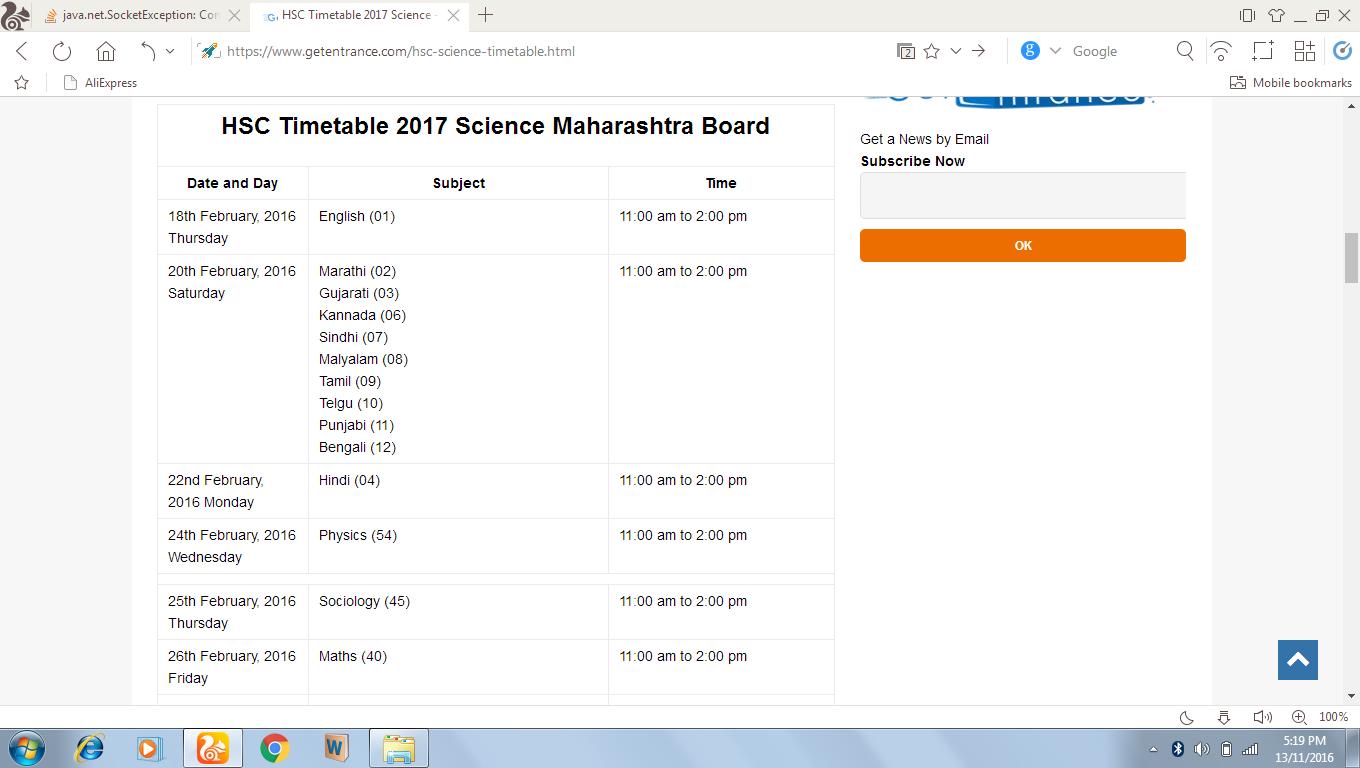 java.net.SocketException: Con
HSC Timetable 2017 Science -
https://www.getentrance.com/hsc-science-timetable.html
2
g
Google
AliExpress
Mobile bookmarks
HSC Timetable 2017 Science Maharashtra Board
Date and Day Subject Time
18th February, 2016 English (01) 11:00 am to 2:00 pm
Thursday
20th February, 2016 Marathi (02) 11:00 am to 2:00 pm
Saturday Gujarati (03)
Kannada (06)
Sindhi (07)
Malyalam (08)
Tamil (09)
Telgu (10)
Punjabi (11)
Bengali (12)
22nd February, Hindi (04) 11:00 am to 2:00 pm
2016 Monday
24th February, 2016 Physics (54) 11:00 am to 2:00 pm
Wednesday
25th February, 2016 Sociology (45) 11:00 am to 2:00 pm
Thursday
26th February, 2016 Maths (40) 11:00 am to 2:00 pm
Friday
Get a News by Email
Subscribe Now
OK
100%
5:19 PM
13/11/2016